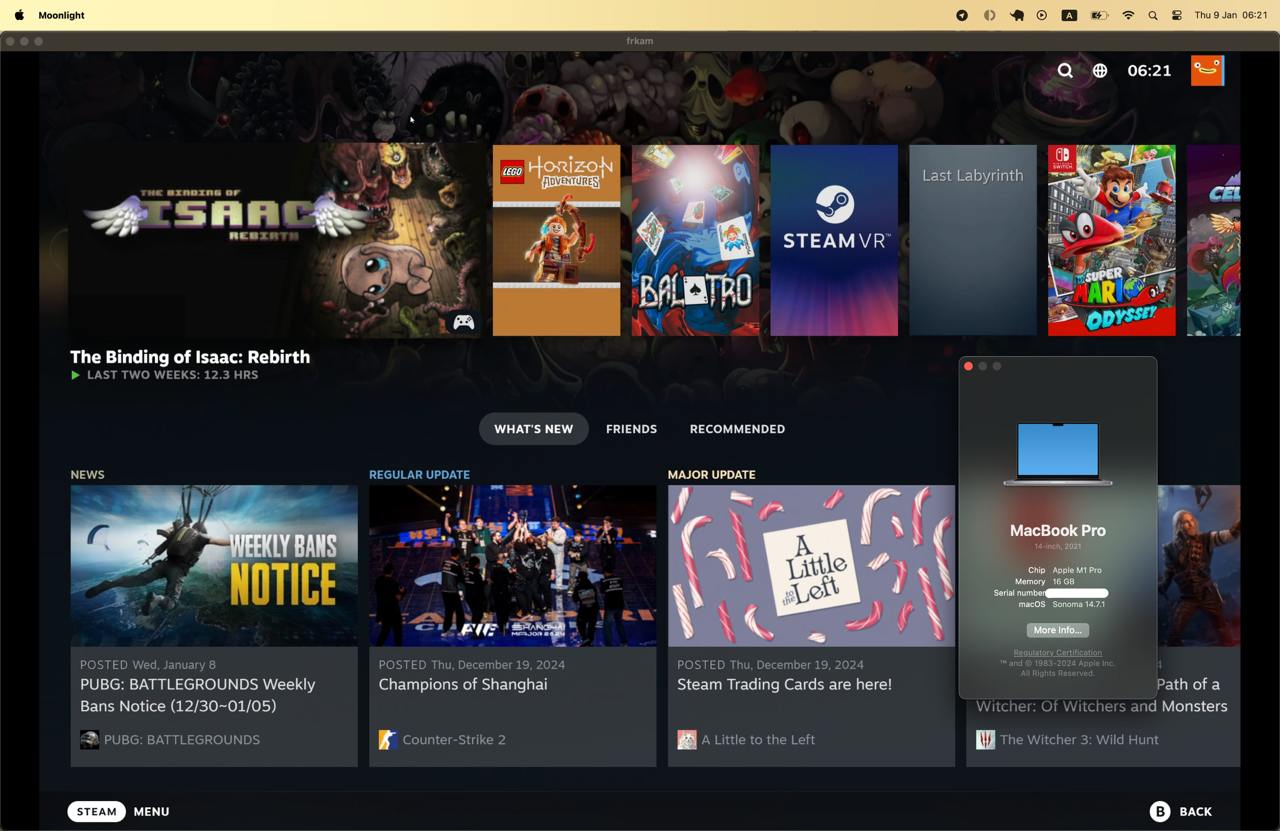 Moonlight
A
Thu 9 Jan 06:21
frkam
06:21
THE BINDING OF
ISAAC
REBIRTH
LEGO HORIZON
ADVENTURES
BALATRO
STEAMVR™
Last Labyrinth
SWITCH
SUPER
MARIO
ODYSSEY
CEL
The Binding of Isaac: Rebirth
LAST TWO WEEKS: 12.3 HRS
WHAT'S NEW
FRIENDS
RECOMMENDED
NEWS
WEEKLY BANS
NOTICE
POSTED Wed, January 8
PUBG: BATTLEGROUNDS Weekly
Bans Notice (12/30~01/05)
PUBG: BATTLEGROUNDS
REGULAR UPDATE
SHANGHAI
MAJOR 2024
POSTED Thu, December 19, 2024
Champions of Shanghai
Counter-Strike 2
MAJOR UPDATE
A
Little
to the
Left
POSTED Thu, December 19, 2024
Steam Trading Cards are here!
A Little to the Left
4
Path of a
Witcher: Of Witchers and Monsters
The Witcher 3: Wild Hunt
MacBook Pro
14-inch, 2021
Chip Apple M1 Pro
Memory 16 GB
Serial number
macOS Sonoma 14.7.1
More Info...
Regulatory Certification
™ and © 1983-2024 Apple Inc.
All Rights Reserved.
STEAM MENU
B BACK